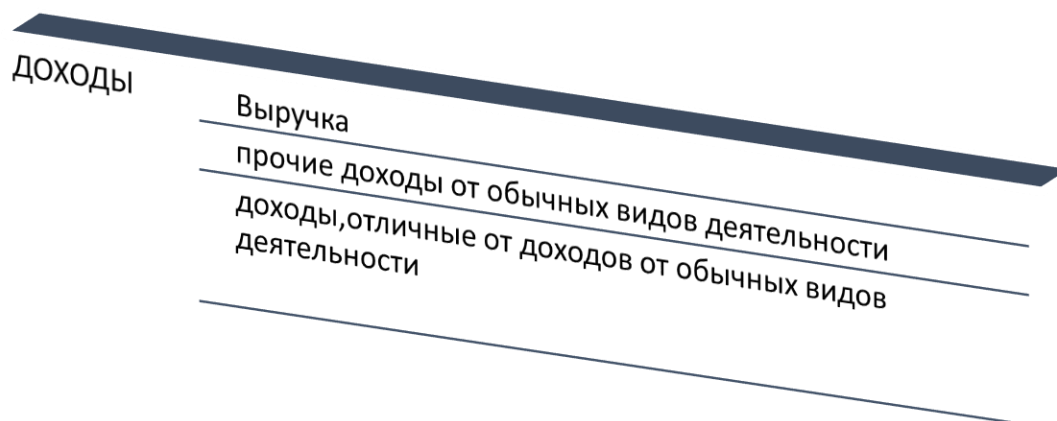 ДОХОДЫ
Выручка
прочие доходы от обычных видов деятельности
доходы,отличные от доходов от обычных видов
деятельности